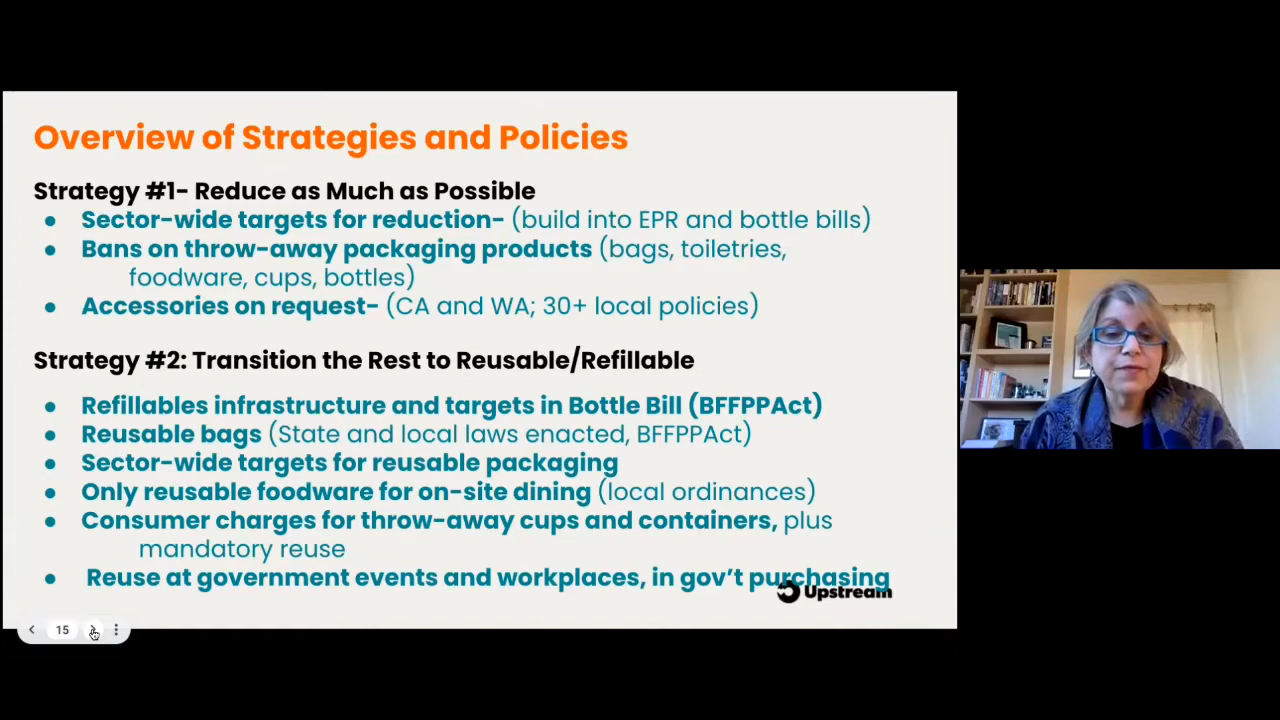 Overview of Strategies and Policies
Strategy #1- Reduce as Much as Possible
● Sector-wide targets for reduction- (build into EPR and bottle bills)
● Bans on throw-away packaging products (bags, toiletries,
foodware, cups, bottles)
● Accessories on request- (CA and WA; 30+ local policies)
Strategy #2: Transition the Rest to Reusable/Refillable
● Refillables infrastructure and targets in Bottle Bill (BFFPPAct)
● Reusable bags (State and local laws enacted, BFFPPAct)
● Sector-wide targets for reusable packaging
● Only reusable foodware for on-site dining (local ordinances)
● Consumer charges for throw-away cups and containers, plus
mandatory reuse
● Reuse at government events and workplaces, in gov’t purchasing
Upstream
15